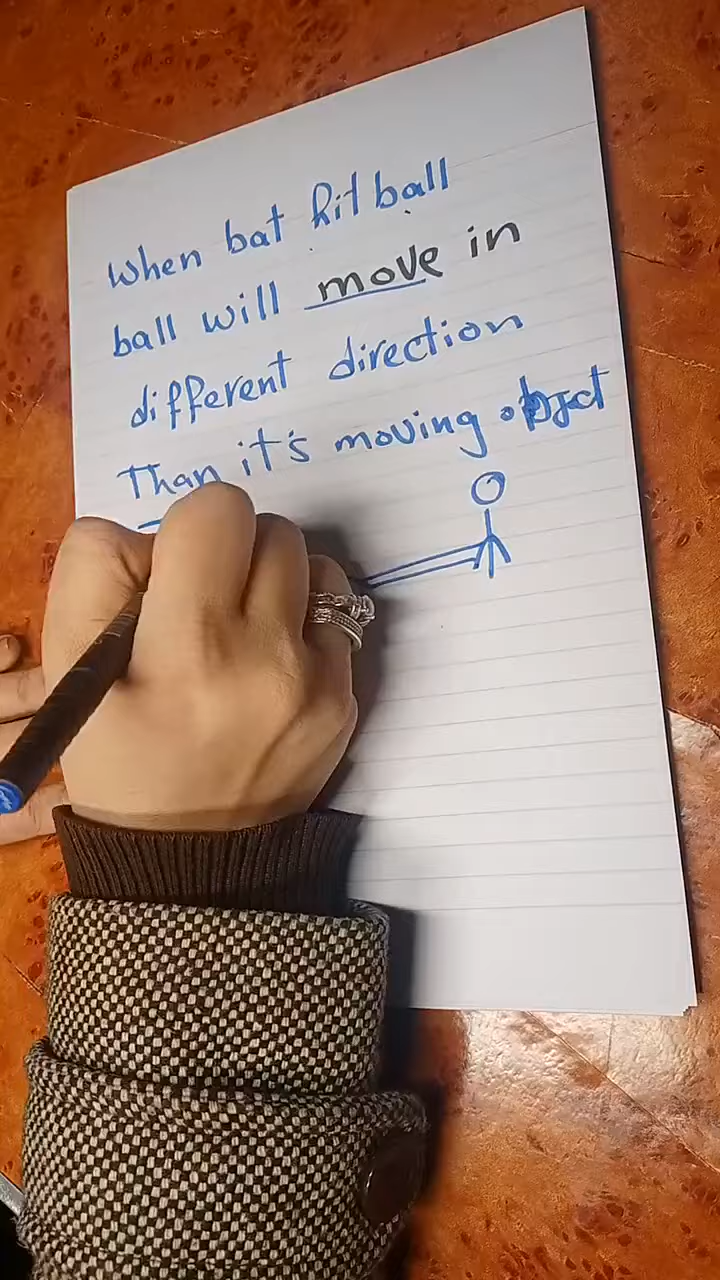 When bat hit ball
ball will move in
different direction
Than it's moving object